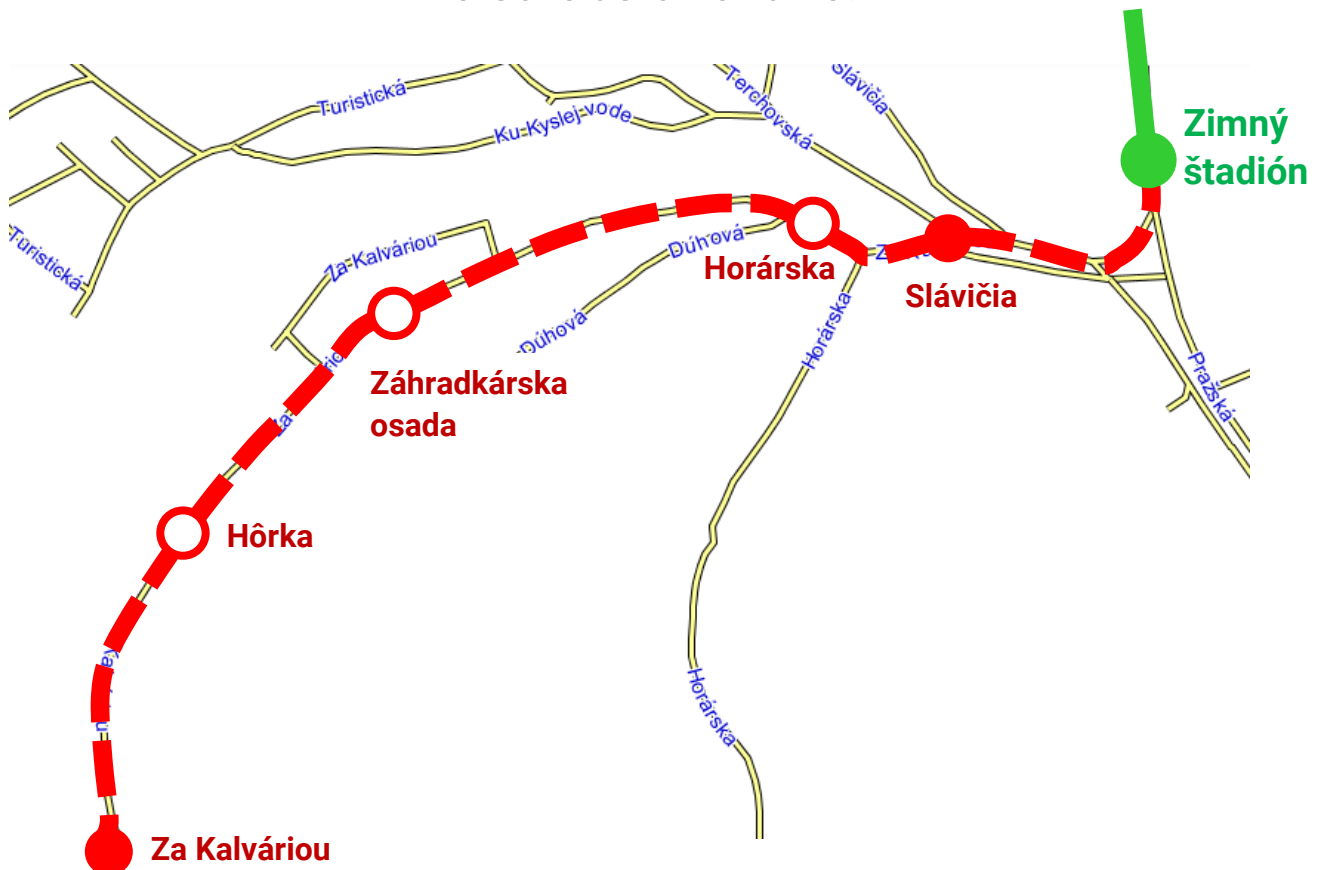 Turistická
Ku Kyslej vode
Terchovská
Slávičia
Zimný
štadión
Turistická
Za Kalváriou
Dúhová
Horárska
Slávičia
Dúhová
Horárska
Záhradkárska
osada
Pražská
Hôrka
Horárska
Za Kalváriou